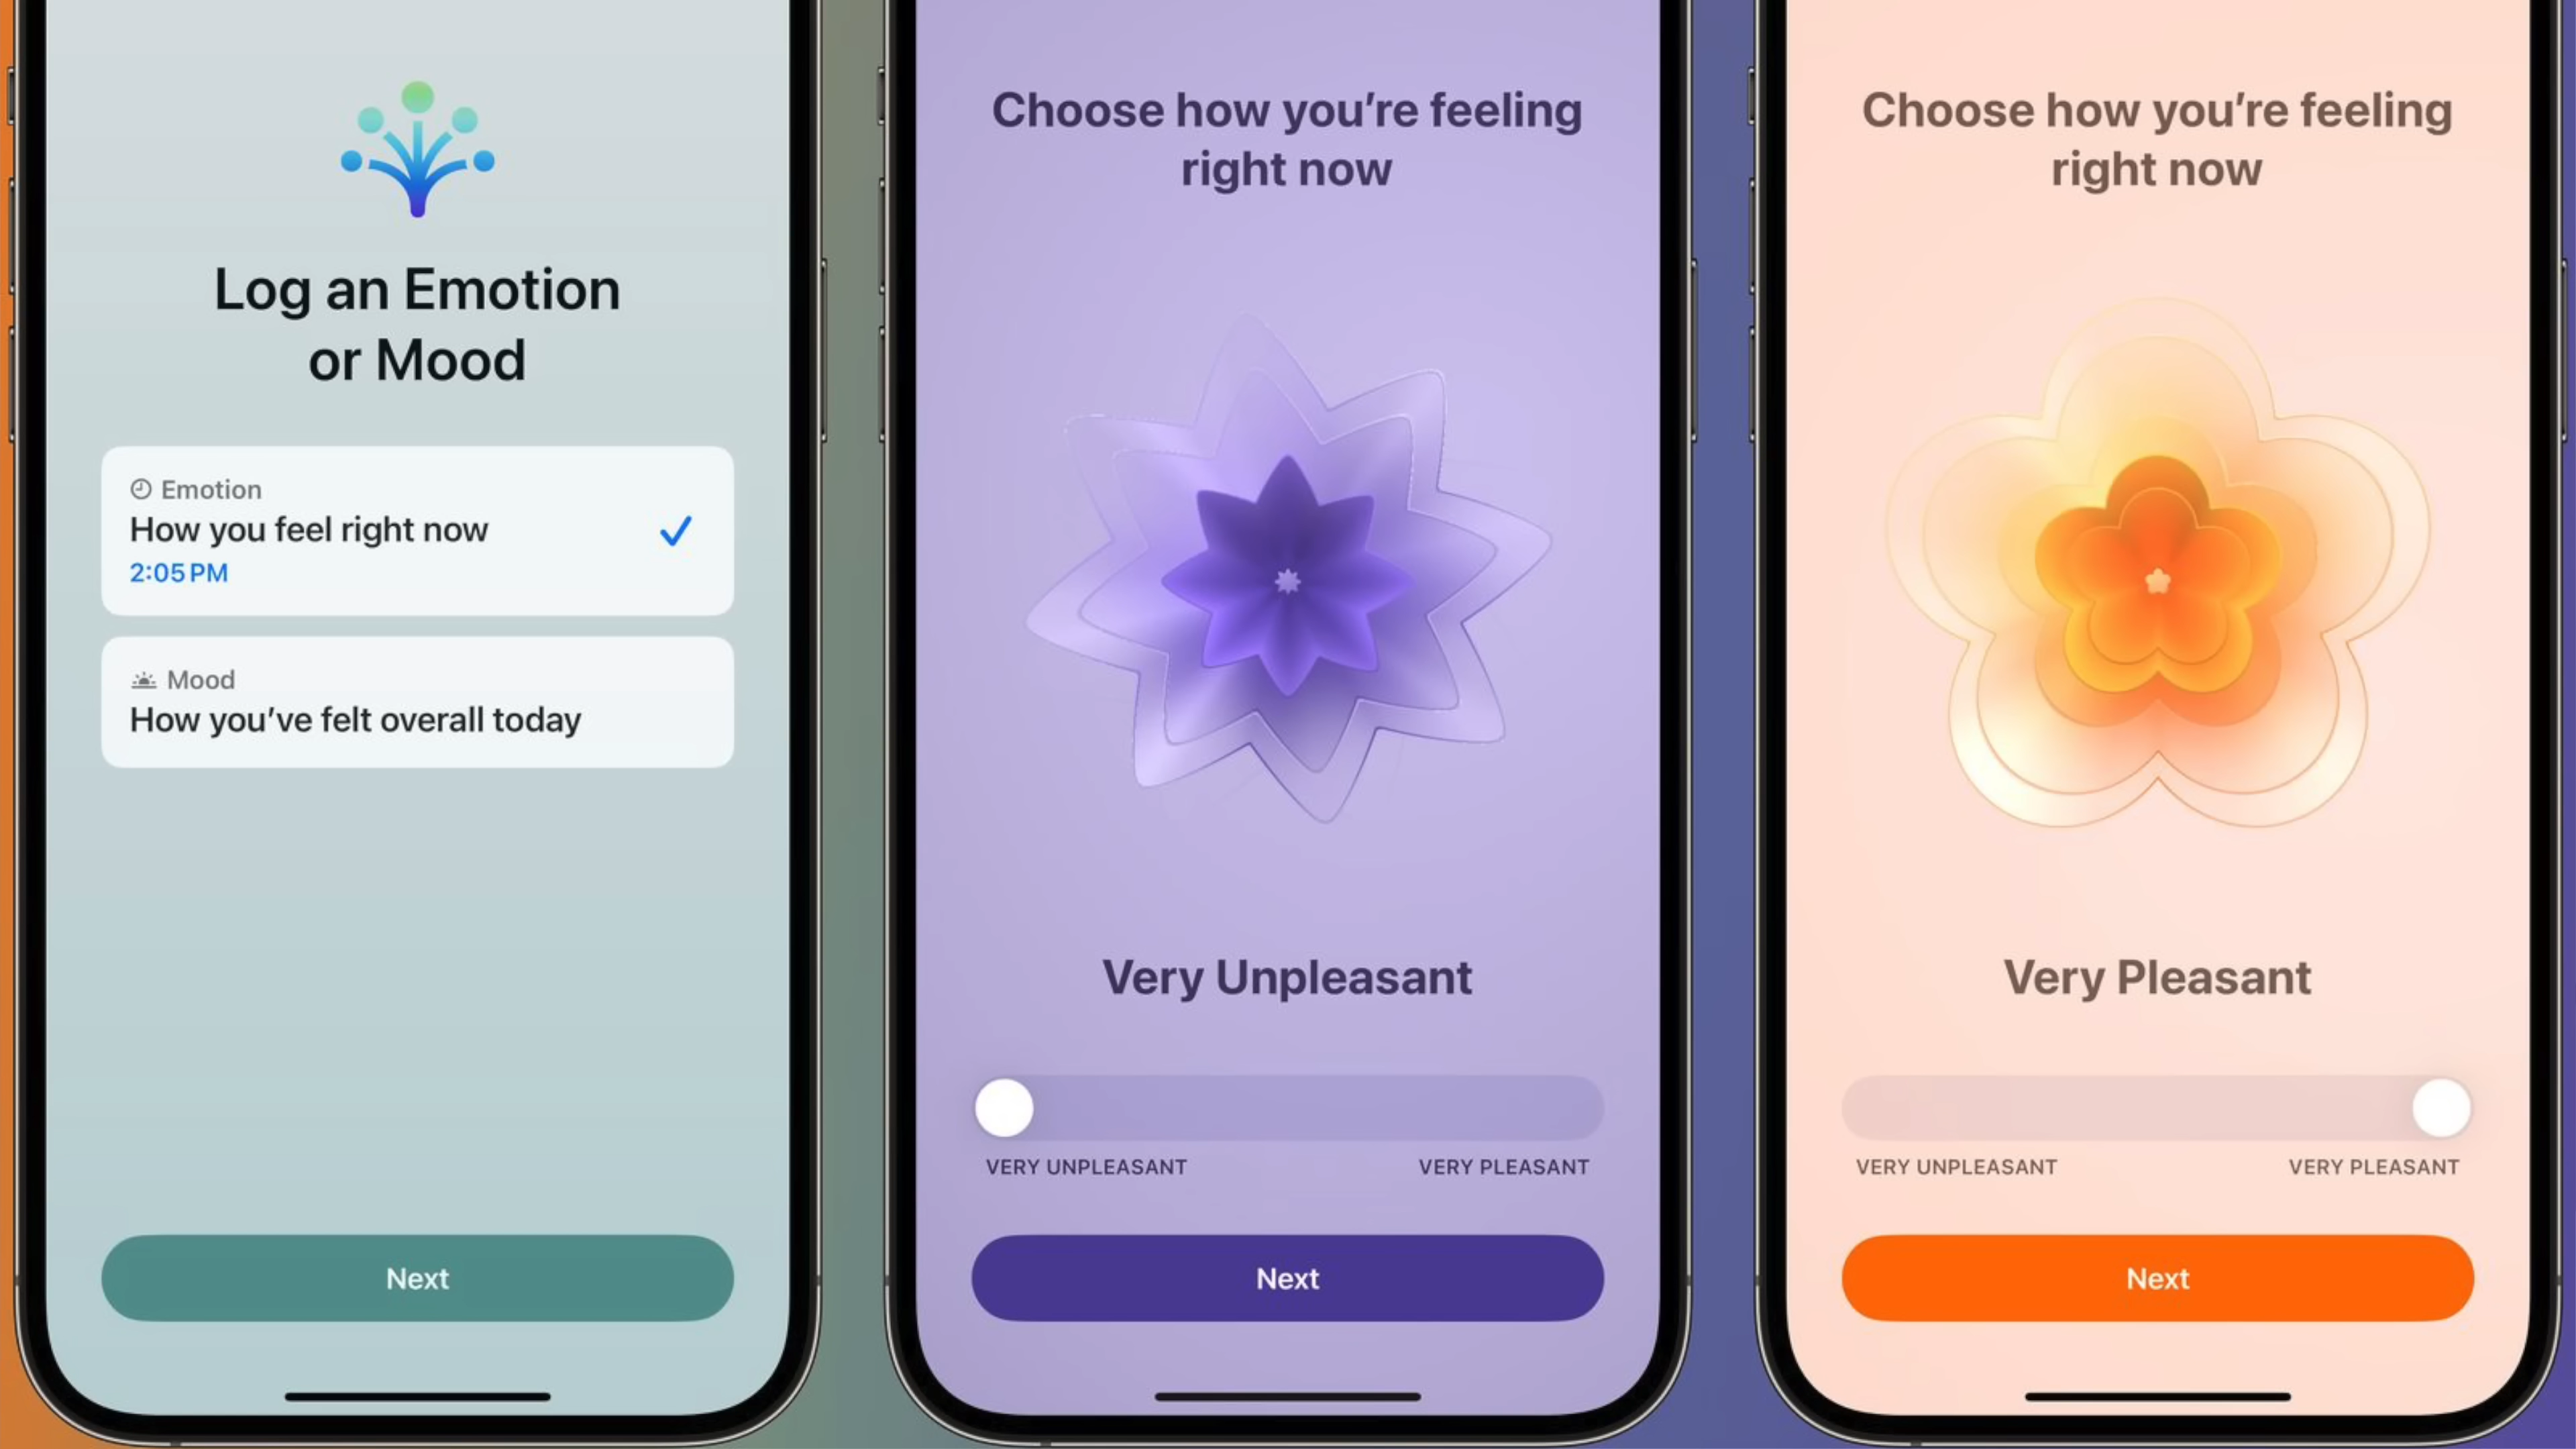 Log an Emotion
or Mood
Emotion
How you feel right now
2:05 PM
Mood
How you've felt overall today
Next
Choose how you're feeling
right now
Very Unpleasant
VERY UNPLEASANT
VERY PLEASANT
Next
Choose how you're feeling
right now
Very Pleasant
VERY UNPLEASANT
VERY PLEASANT
Next